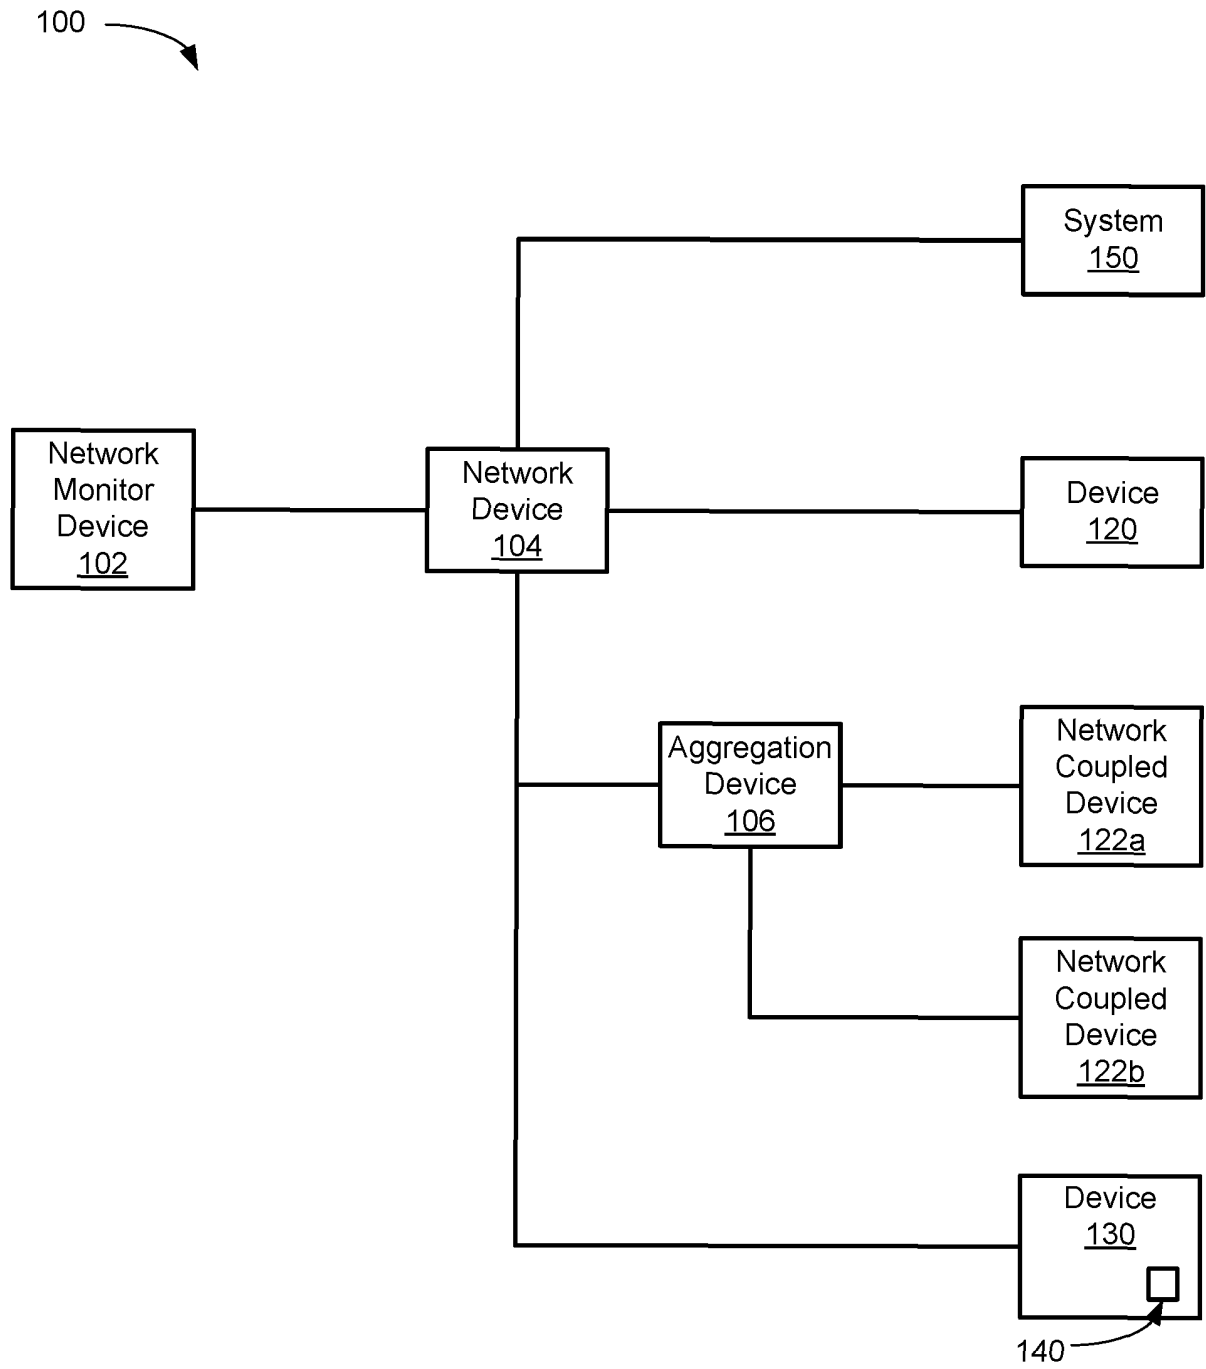 100
System
150
Network
Monitor
Device
102
Network
Device
104
Device
120
Aggregation
Device
106
Network
Coupled
Device
122a
Network
Coupled
Device
122b
Device
130
140